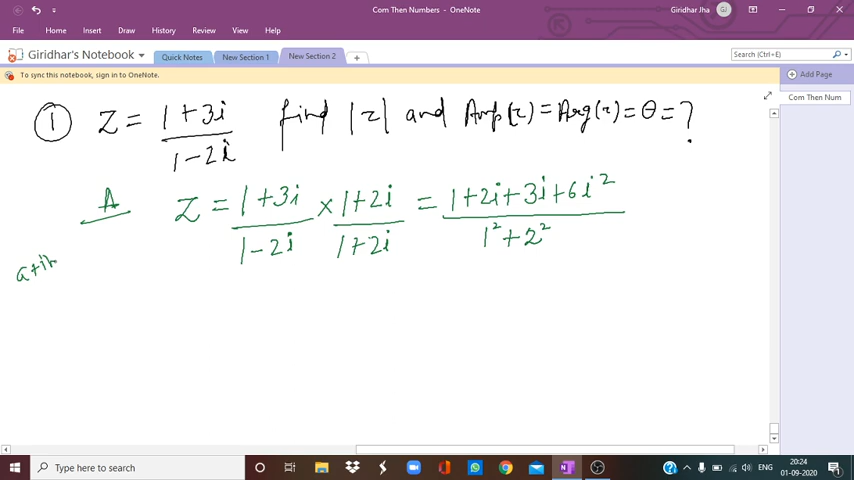 Com Then Numbers - OneNote
Giridhar Jha GJ
File Home Insert Draw History Review View Help
Giridhar's Notebook Quick Notes New Section 1 New Section 2 + Search (Ctrl+E)
To sync this notebook, sign in to OneNote.
Add Page
Com Then Num
① Z = (1+3i)/(1-2i) find |z| and Amp(z) = Arg(z) = θ = ?
A Z = (1+3i)/(1-2i) × (1+2i)/(1+2i) = (1+2i+3i+6i²)/(1²+2²)
Type here to search
ENG
20:24
01-09-2020
1